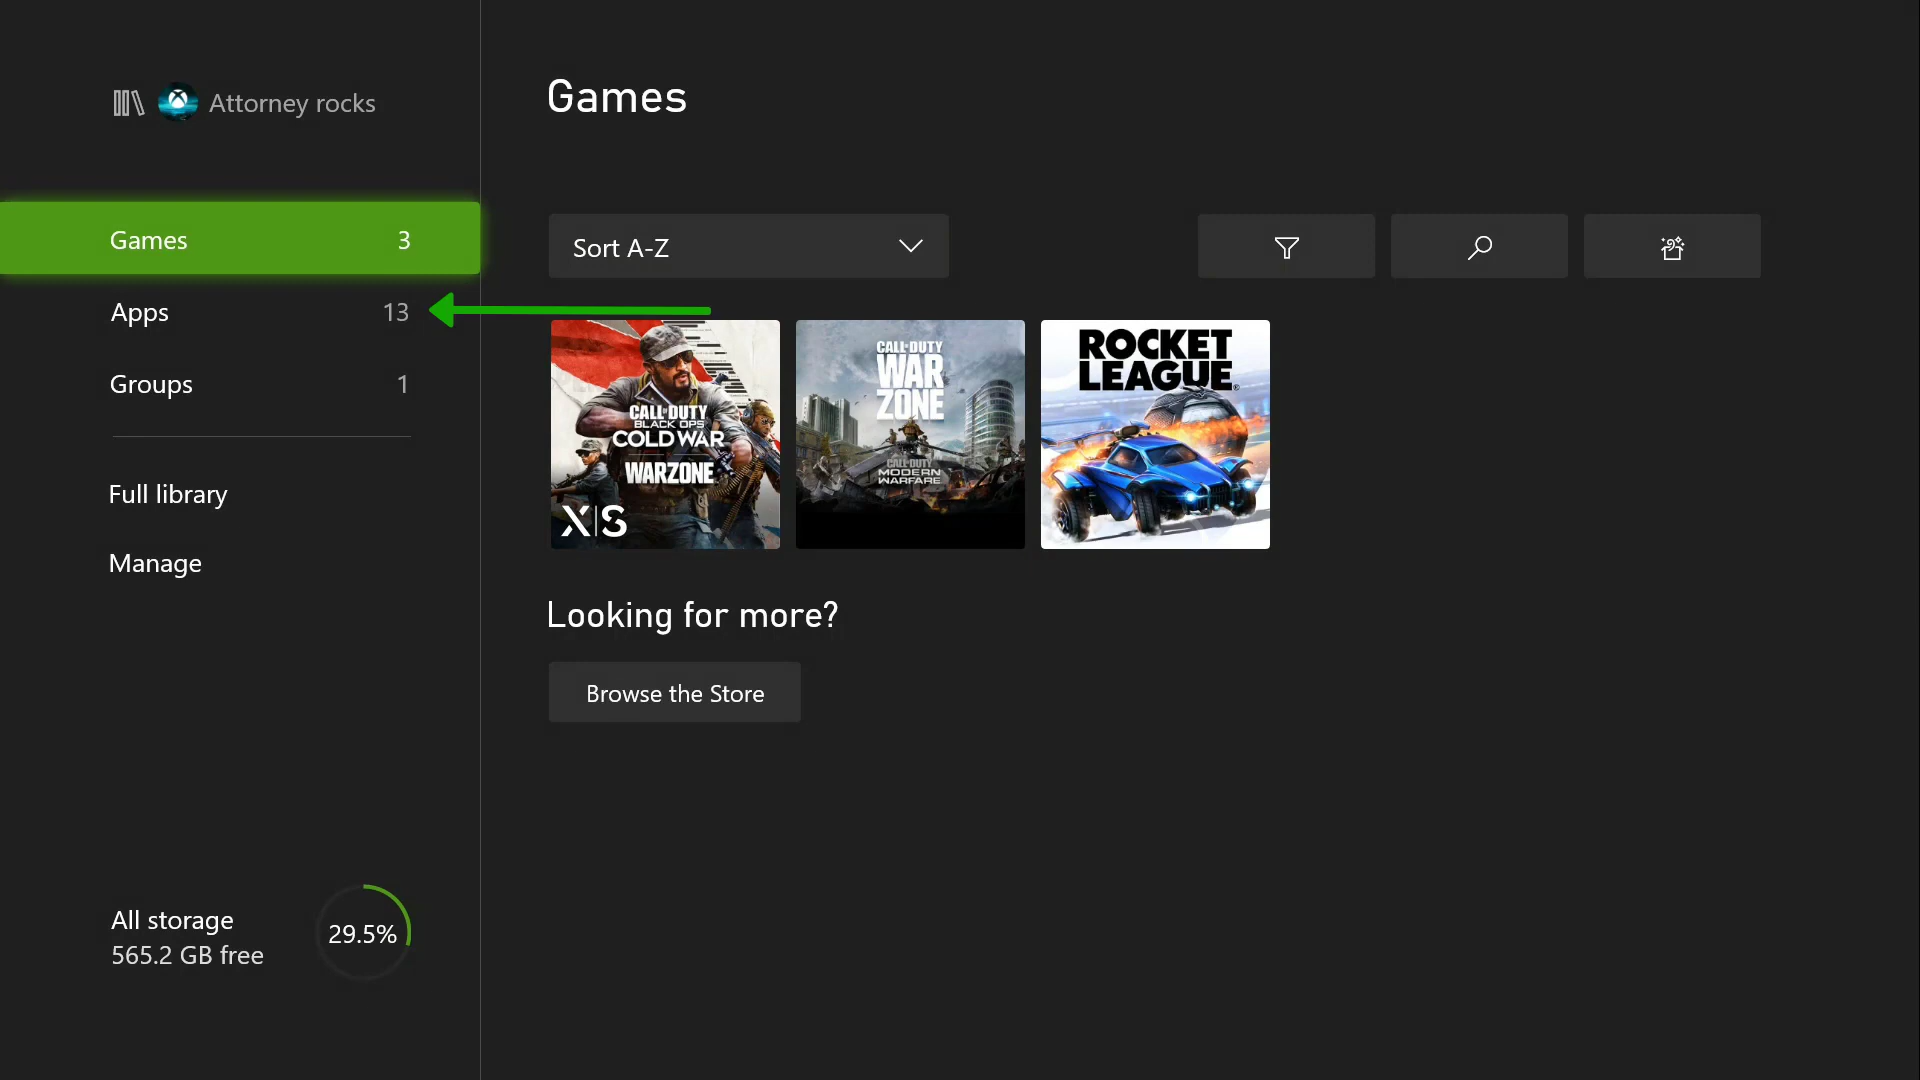 Attorney rocks
Games 3
Apps 13
Groups 1
Full library
Manage
All storage
565.2 GB free
29.5%
Games
Sort A-Z
CALL OF DUTY
BLACK OPS
COLD WAR
WARZONE
X|S
CALL OF DUTY
WAR
ZONE
CALL OF DUTY
MODERN
WARFARE
ROCKET
LEAGUE®
Looking for more?
Browse the Store